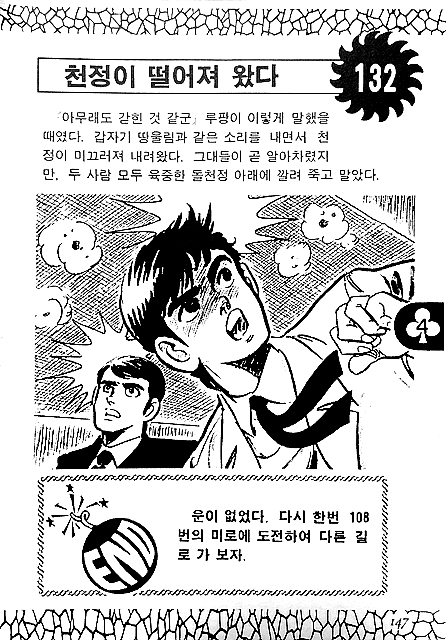 천정이 떨어져 왔다
132
『아무래도 갇힌 것 같군』 루팡이 이렇게 말했을
때였다. 갑자기 땅울림과 같은 소리를 내면서 천
정이 미끄러져 내려왔다. 그대들이 곧 알아차렸지
만, 두 사람 모두 육중한 돌천정 아래에 깔려 죽고 말았다.
4
END
운이 없었다. 다시 한번 108
번의 미로에 도전하여 다른 길
로 가 보자.
147